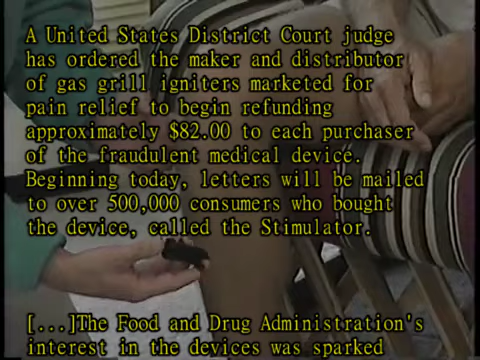 A United States District Court judge
has ordered the maker and distributor
of gas grill igniters marketed for
pain relief to begin refunding
approximately $82.00 to each purchaser
of the fraudulent medical device.
Beginning today, letters will be mailed
to over 500,000 consumers who bought
the device, called the Stimulator.
[...]The Food and Drug Administration's
interest in the devices was sparked